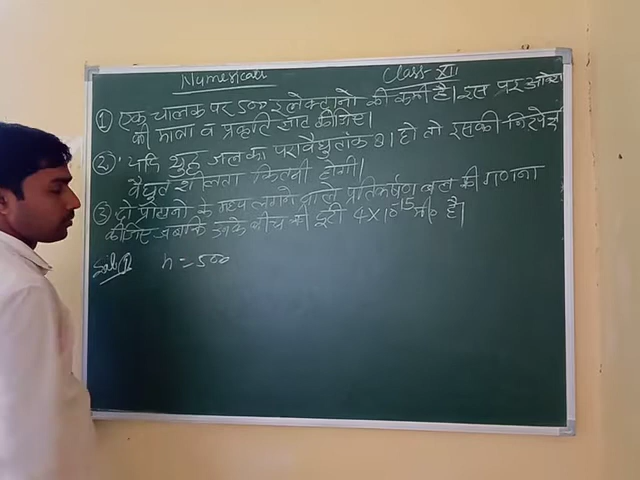 Numericals Class-XII
① एक चालक पर 500 इलेक्ट्रानो की कमी है। इस पर आवेश
की मात्रा व प्रकृति ज्ञात कीजिए।
② यदि शुद्ध जल का परावैद्युतांक 81 हो तो इसकी निरपेक्ष
वैधुत शीलता कितनी होगी।
③ दो प्रोटानो के मध्य लगने वाले प्रतिकर्षण बल की गणना
कीजिए जबकि उनके बीच की दूरी 4×10⁻¹⁵ मी० है।
Sol: ① n = 500